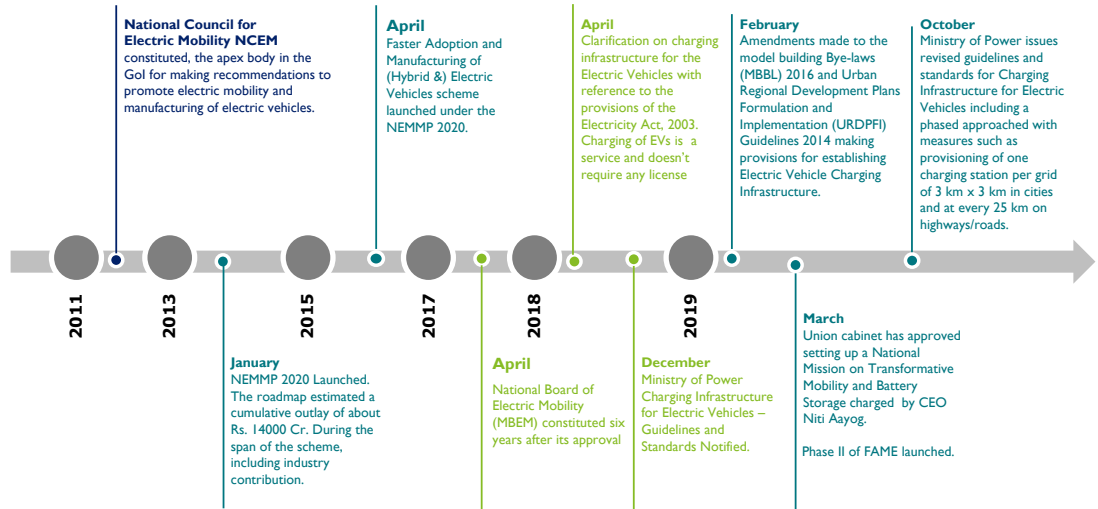 National Council for
Electric Mobility NCEM
constituted, the apex body in the
GoI for making recommendations to
promote electric mobility and
manufacturing of electric vehicles.
April
Faster Adoption and
Manufacturing of
(Hybrid &) Electric
Vehicles scheme
launched under the
NEMMP 2020.
April
Clarification on charging
infrastructure for the
Electric Vehicles with
reference to the
provisions of the
Electricity Act, 2003.
Charging of EVs is a
service and doesn't
require any license
February
Amendments made to the
model building Bye-laws
(MBBL) 2016 and Urban
Regional Development Plans
Formulation and
Implementation (URDPFI)
Guidelines 2014 making
provisions for establishing
Electric Vehicle Charging
Infrastructure.
October
Ministry of Power issues
revised guidelines and
standards for Charging
Infrastructure for Electric
Vehicles including a
phased approached with
measures such as
provisioning of one
charging station per grid
of 3 km x 3 km in cities
and at every 25 km on
highways/roads.
2011
2013
2015
2017
2018
2019
January
NEMMP 2020 Launched.
The roadmap estimated a
cumulative outlay of about
Rs. 14000 Cr. During the
span of the scheme,
including industry
contribution.
April
National Board of
Electric Mobility
(MBEM) constituted six
years after its approval
December
Ministry of Power
Charging Infrastructure
for Electric Vehicles –
Guidelines and
Standards Notified.
March
Union cabinet has approved
setting up a National
Mission on Transformative
Mobility and Battery
Storage charged by CEO
Niti Aayog.
Phase II of FAME launched.